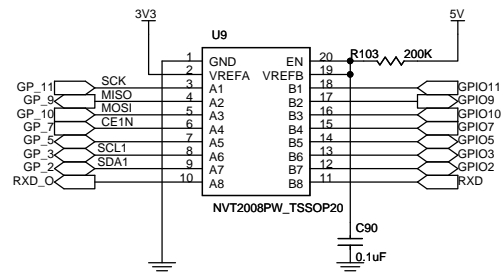 3V3
5V
U9
R103
200K
1
GND
EN
20
2
VREFA
VREFB
19
GP_11
SCK
3
A1
B1
18
GPIO11
GP_9
MISO
4
A2
B2
17
GPIO9
GP_10
MOSI
5
A3
B3
16
GPIO10
GP_7
CE1N
6
A4
B4
15
GPIO7
GP_5
7
A5
B5
14
GPIO5
GP_3
SCL1
8
A6
B6
13
GPIO3
GP_2
SDA1
9
A7
B7
12
GPIO2
RXD_O
10
A8
B8
11
RXD
NVT2008PW_TSSOP20
C90
0.1uF